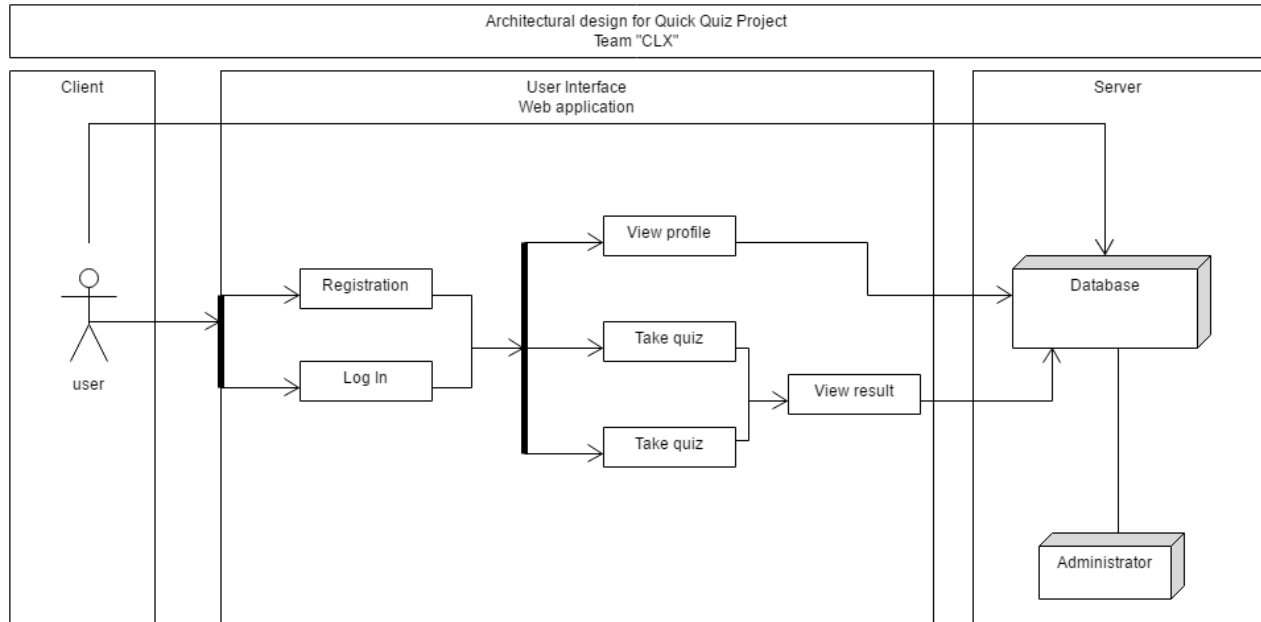 Architectural design for Quick Quiz Project
Team "CLX"
Client
User Interface
Web application
Server
View profile
Registration
Database
Take quiz
user
Log In
View result
Take quiz
Administrator